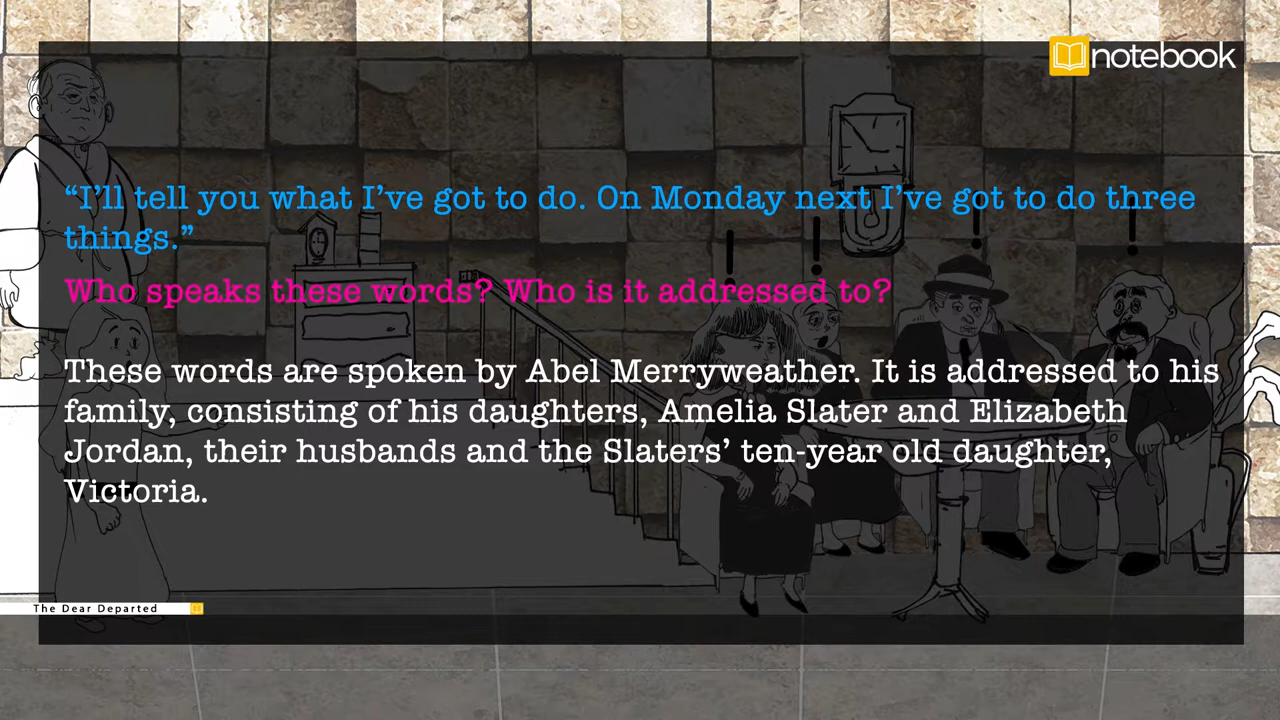 notebook
“I’ll tell you what I’ve got to do. On Monday next I’ve got to do three
things.”
Who speaks these words? Who is it addressed to?
These words are spoken by Abel Merryweather. It is addressed to his
family, consisting of his daughters, Amelia Slater and Elizabeth
Jordan, their husbands and the Slaters’ ten-year old daughter,
Victoria.
The Dear Departed